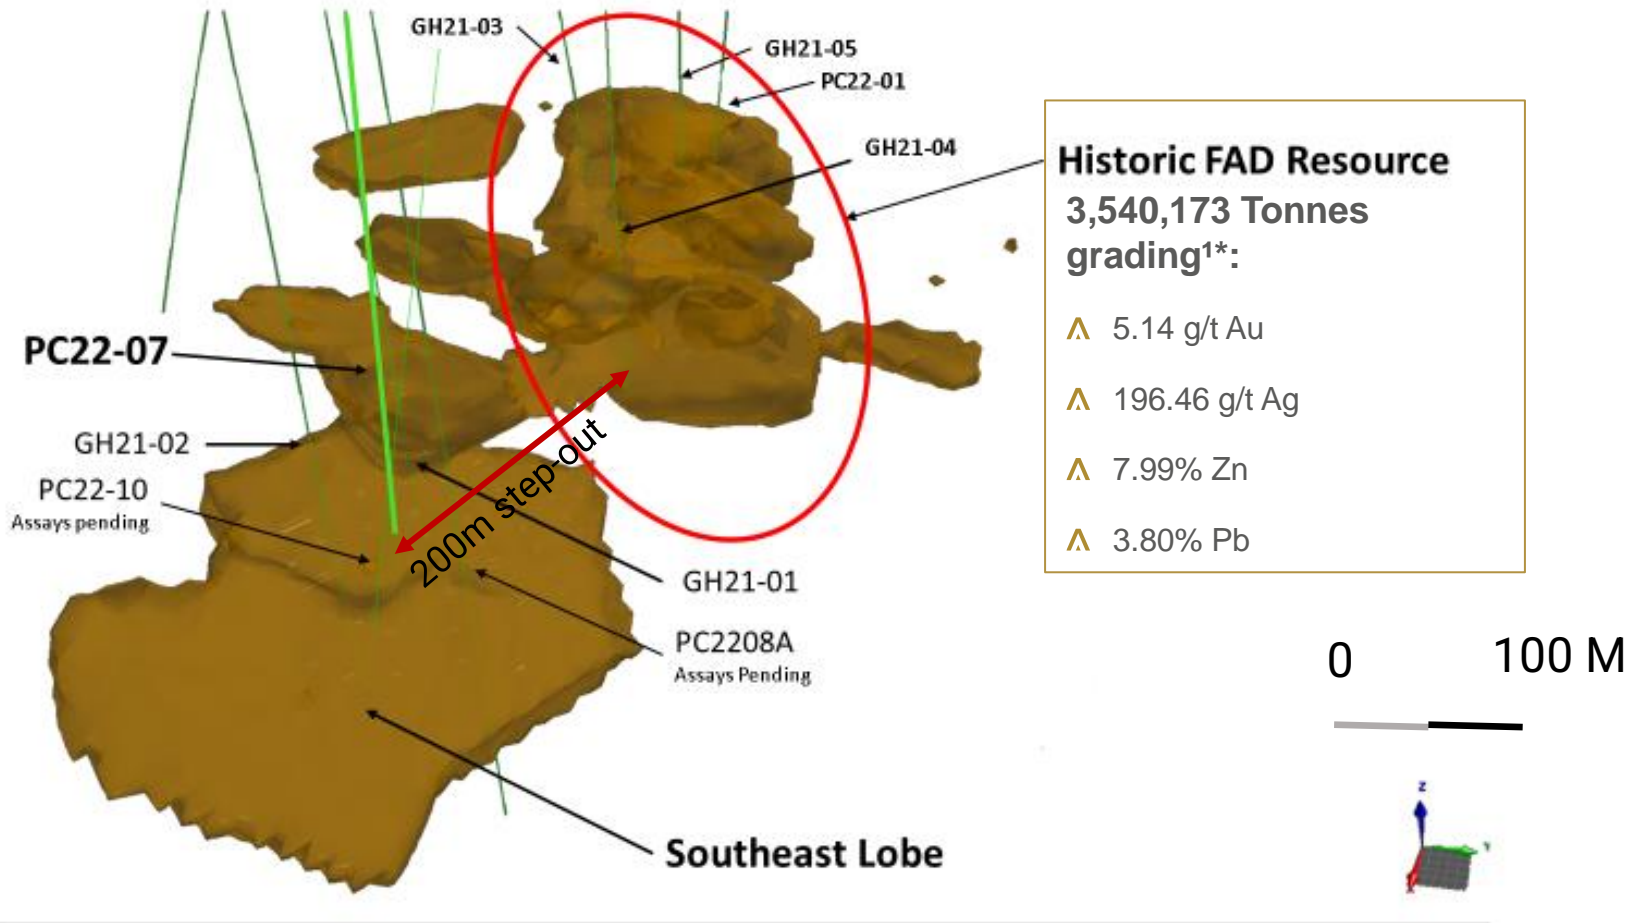 GH21-03
GH21-05
PC22-01
GH21-04
Historic FAD Resource
3,540,173 Tonnes
grading¹*:
5.14 g/t Au
196.46 g/t Ag
7.99% Zn
3.80% Pb
PC22-07
GH21-02
PC22-10
Assays pending
200m step-out
GH21-01
PC2208A
Assays Pending
Southeast Lobe
0
100 M
Z
Y